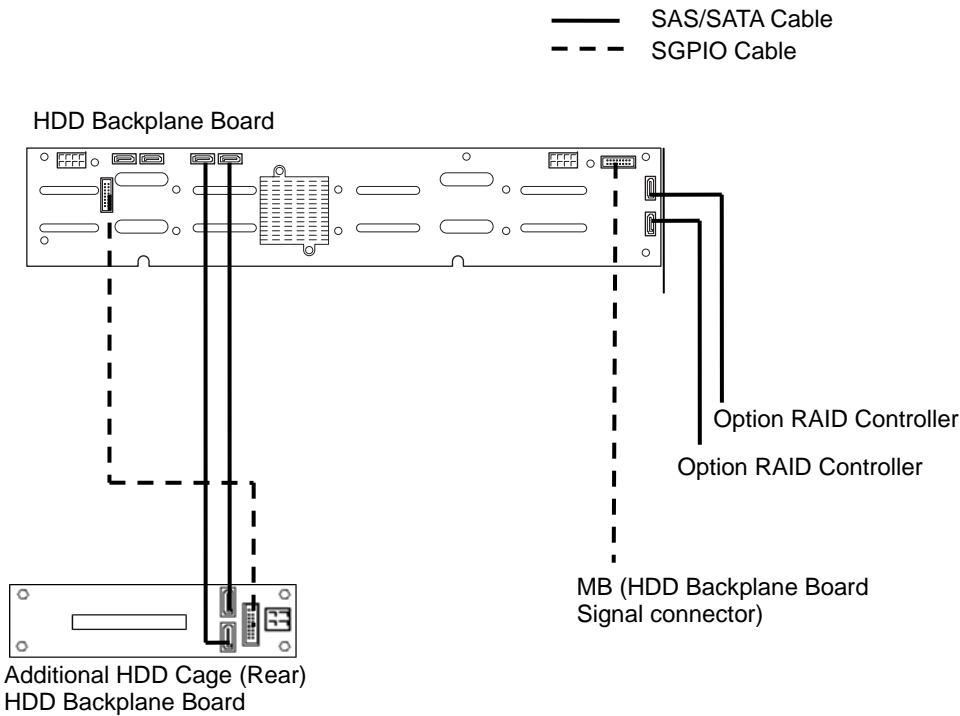 SAS/SATA Cable
SGPIO Cable
HDD Backplane Board
Option RAID Controller
Option RAID Controller
MB (HDD Backplane Board
Signal connector)
Additional HDD Cage (Rear)
HDD Backplane Board